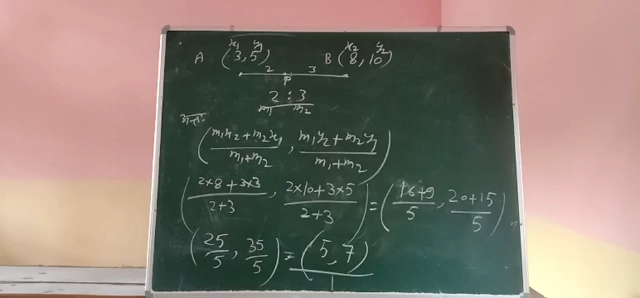 x₁ y₁ x₂ y₂
A (3, 5) B (8, 10)
2 P 3
2 : 3
m₁ m₂
(m₁x₂+m₂x₁/m₁+m₂, m₁y₂+m₂y₁/m₁+m₂)
(2×8+3×3/2+3, 2×10+3×5/2+3) = (16+9/5, 20+15/5)
(25/5, 35/5) = (5, 7)